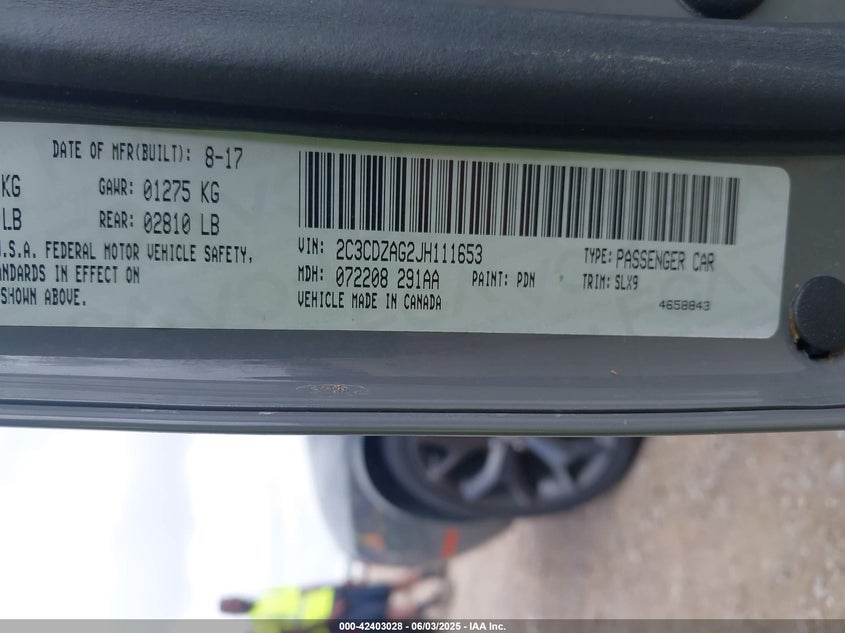 DATE OF MFR(BUILT): 8-17
KG GAWR: 01275 KG
LB REAR: 02810 LB
.S.A. FEDERAL MOTOR VEHICLE SAFETY,
ANDARDS IN EFFECT ON
SHOWN ABOVE.
VIN: 2C3CDZAG2JH111653 TYPE: PASSENGER CAR
MDH: 072208 291AA PAINT: PDN TRIM: SLX9
VEHICLE MADE IN CANADA 4658843
000-42403028 - 06/03/2025 - IAA Inc.